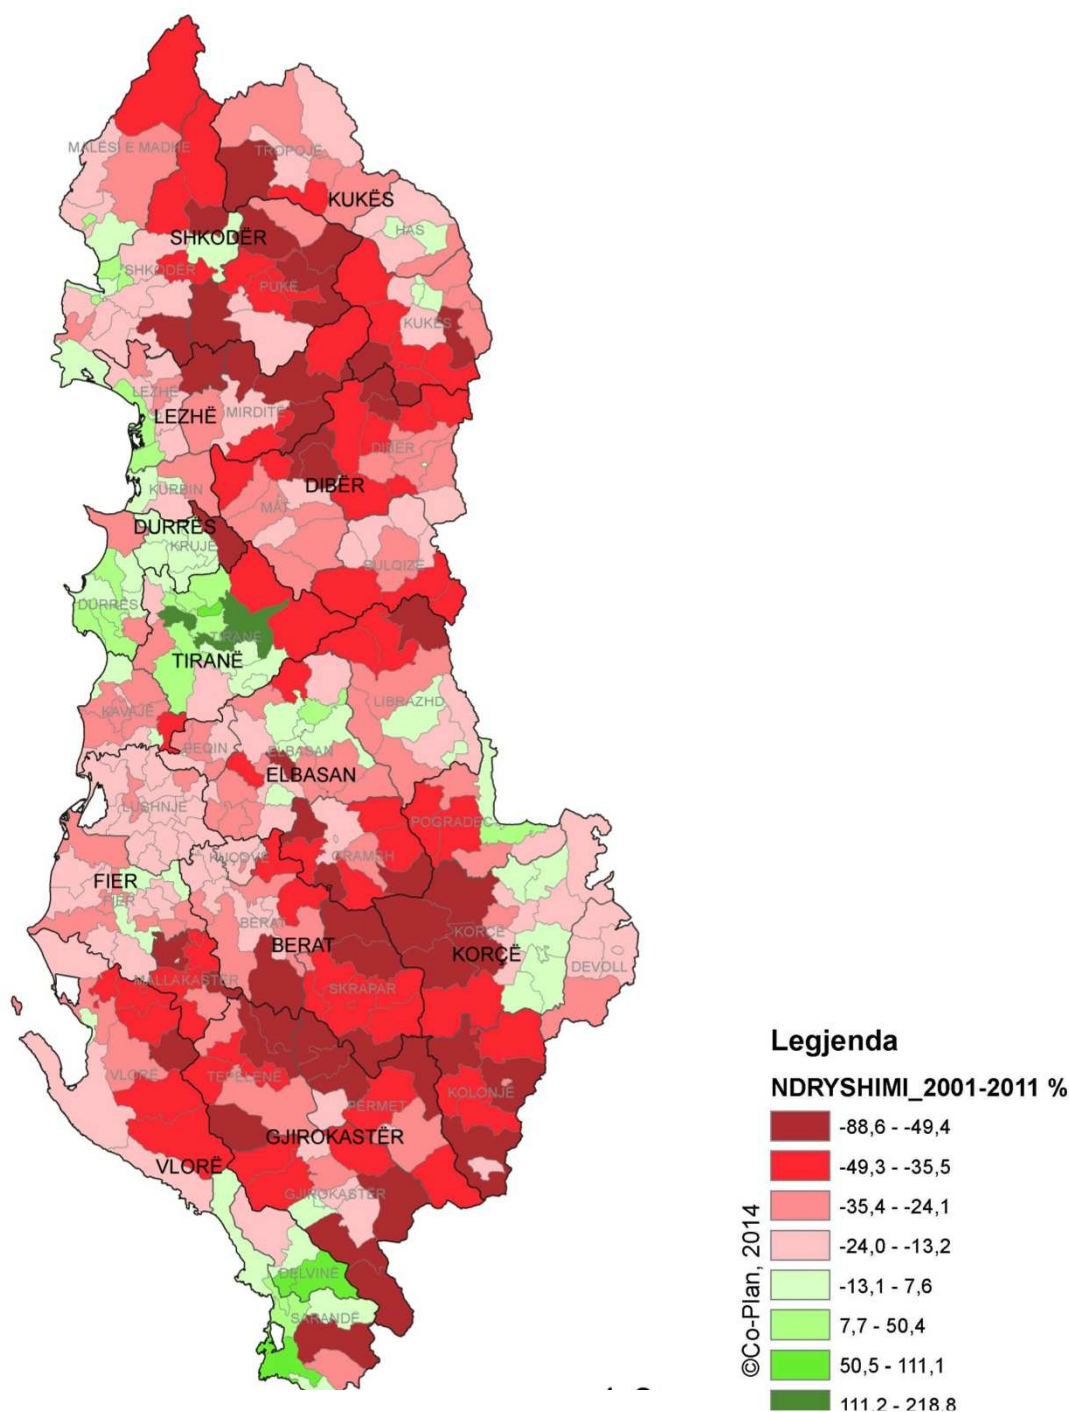 MALËSI E MADHE
TROPOJË
KUKËS
HAS
SHKODËR
SHKODËR
PUKË
KUKËS
LEZHË
MIRDITË
LEZHË
DIBËR
DIBËR
KURBIN
MAT
DURRËS
KRUJË
BULQIZË
DURRËS
TIRANË
TIRANË
LIBRAZHD
KAVAJË
PEQIN
ELBASAN
ELBASAN
LUSHNJE
POGRADEC
KUÇOVË
GRAMSH
FIER
FIER
BERAT
KORÇË
BERAT
KORÇË
DEVOLL
MALLAKASTËR
SKRAPAR
VLORË
TEPELENË
KOLONJË
PËRMET
GJIROKASTËR
VLORË
GJIROKASTËR
DELVINË
SARANDË
Legjenda
NDRYSHIMI_2001-2011 %
-88,6 - -49,4
-49,3 - -35,5
-35,4 - -24,1
-24,0 - -13,2
-13,1 - 7,6
7,7 - 50,4
50,5 - 111,1
111,2 - 218,8
©Co-Plan, 2014